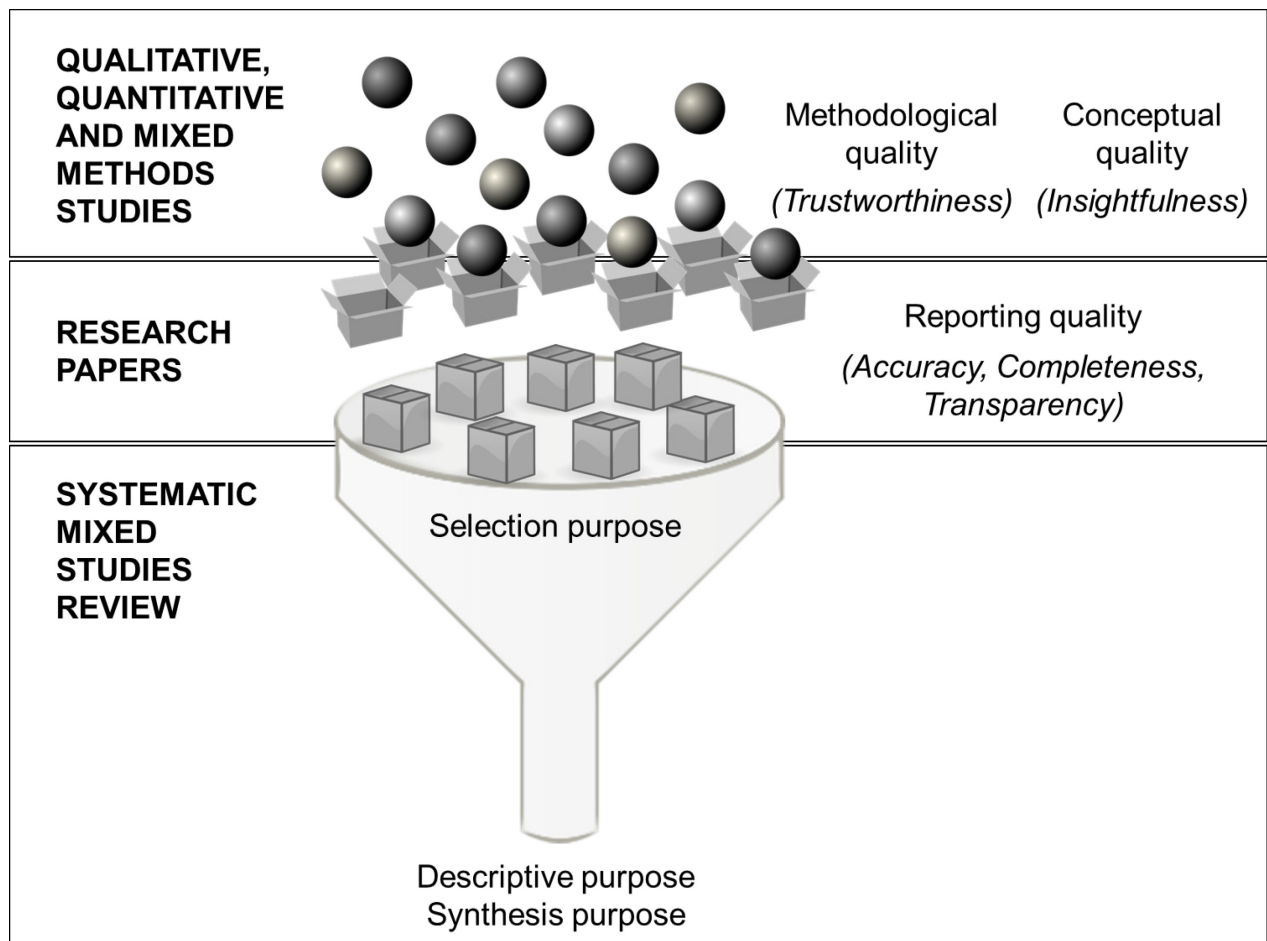 QUALITATIVE,
QUANTITATIVE
AND MIXED
METHODS
STUDIES
Methodological
quality
(Trustworthiness)
Conceptual
quality
(Insightfulness)
RESEARCH
PAPERS
Reporting quality
(Accuracy, Completeness,
Transparency)
SYSTEMATIC
MIXED
STUDIES
REVIEW
Selection purpose
Descriptive purpose
Synthesis purpose